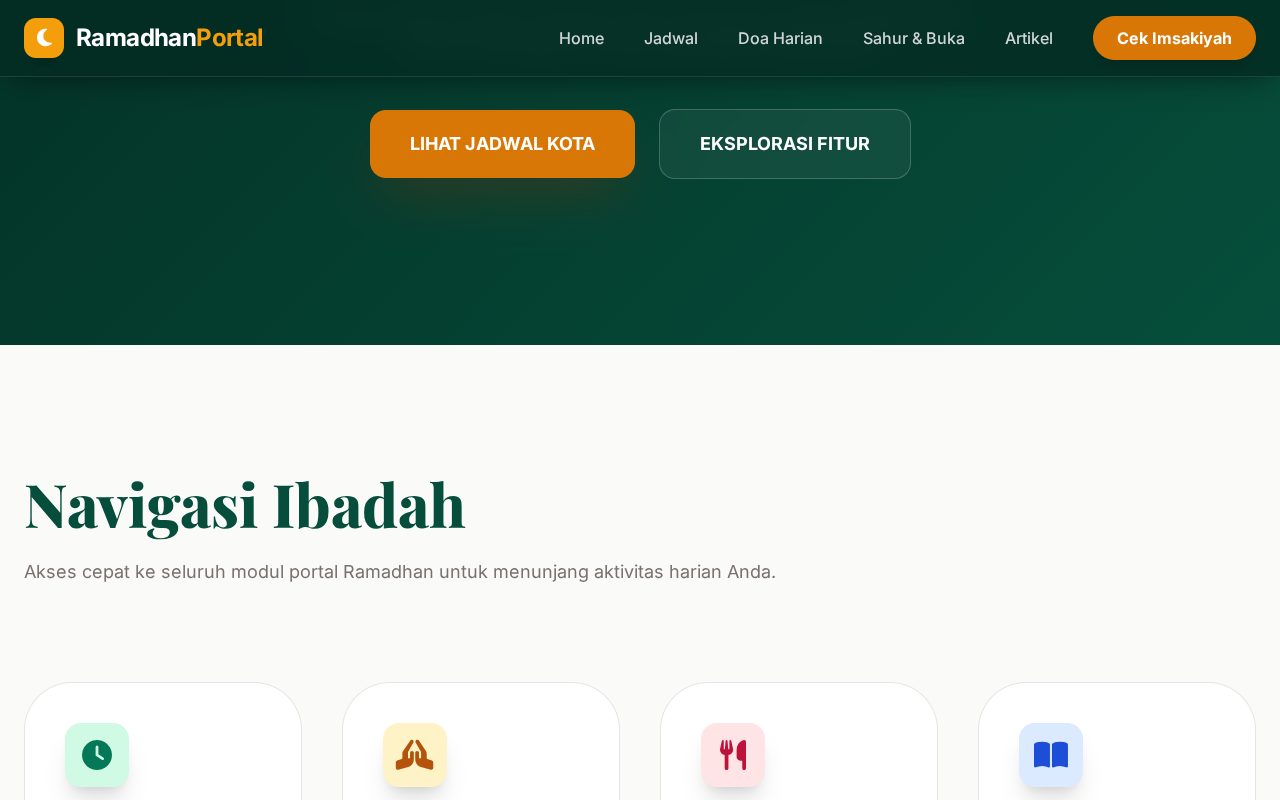 RamadhanPortal
Home
Jadwal
Doa Harian
Sahur & Buka
Artikel
Cek Imsakiyah
LIHAT JADWAL KOTA
EKSPLORASI FITUR
Navigasi Ibadah
Akses cepat ke seluruh modul portal Ramadhan untuk menunjang aktivitas harian Anda.